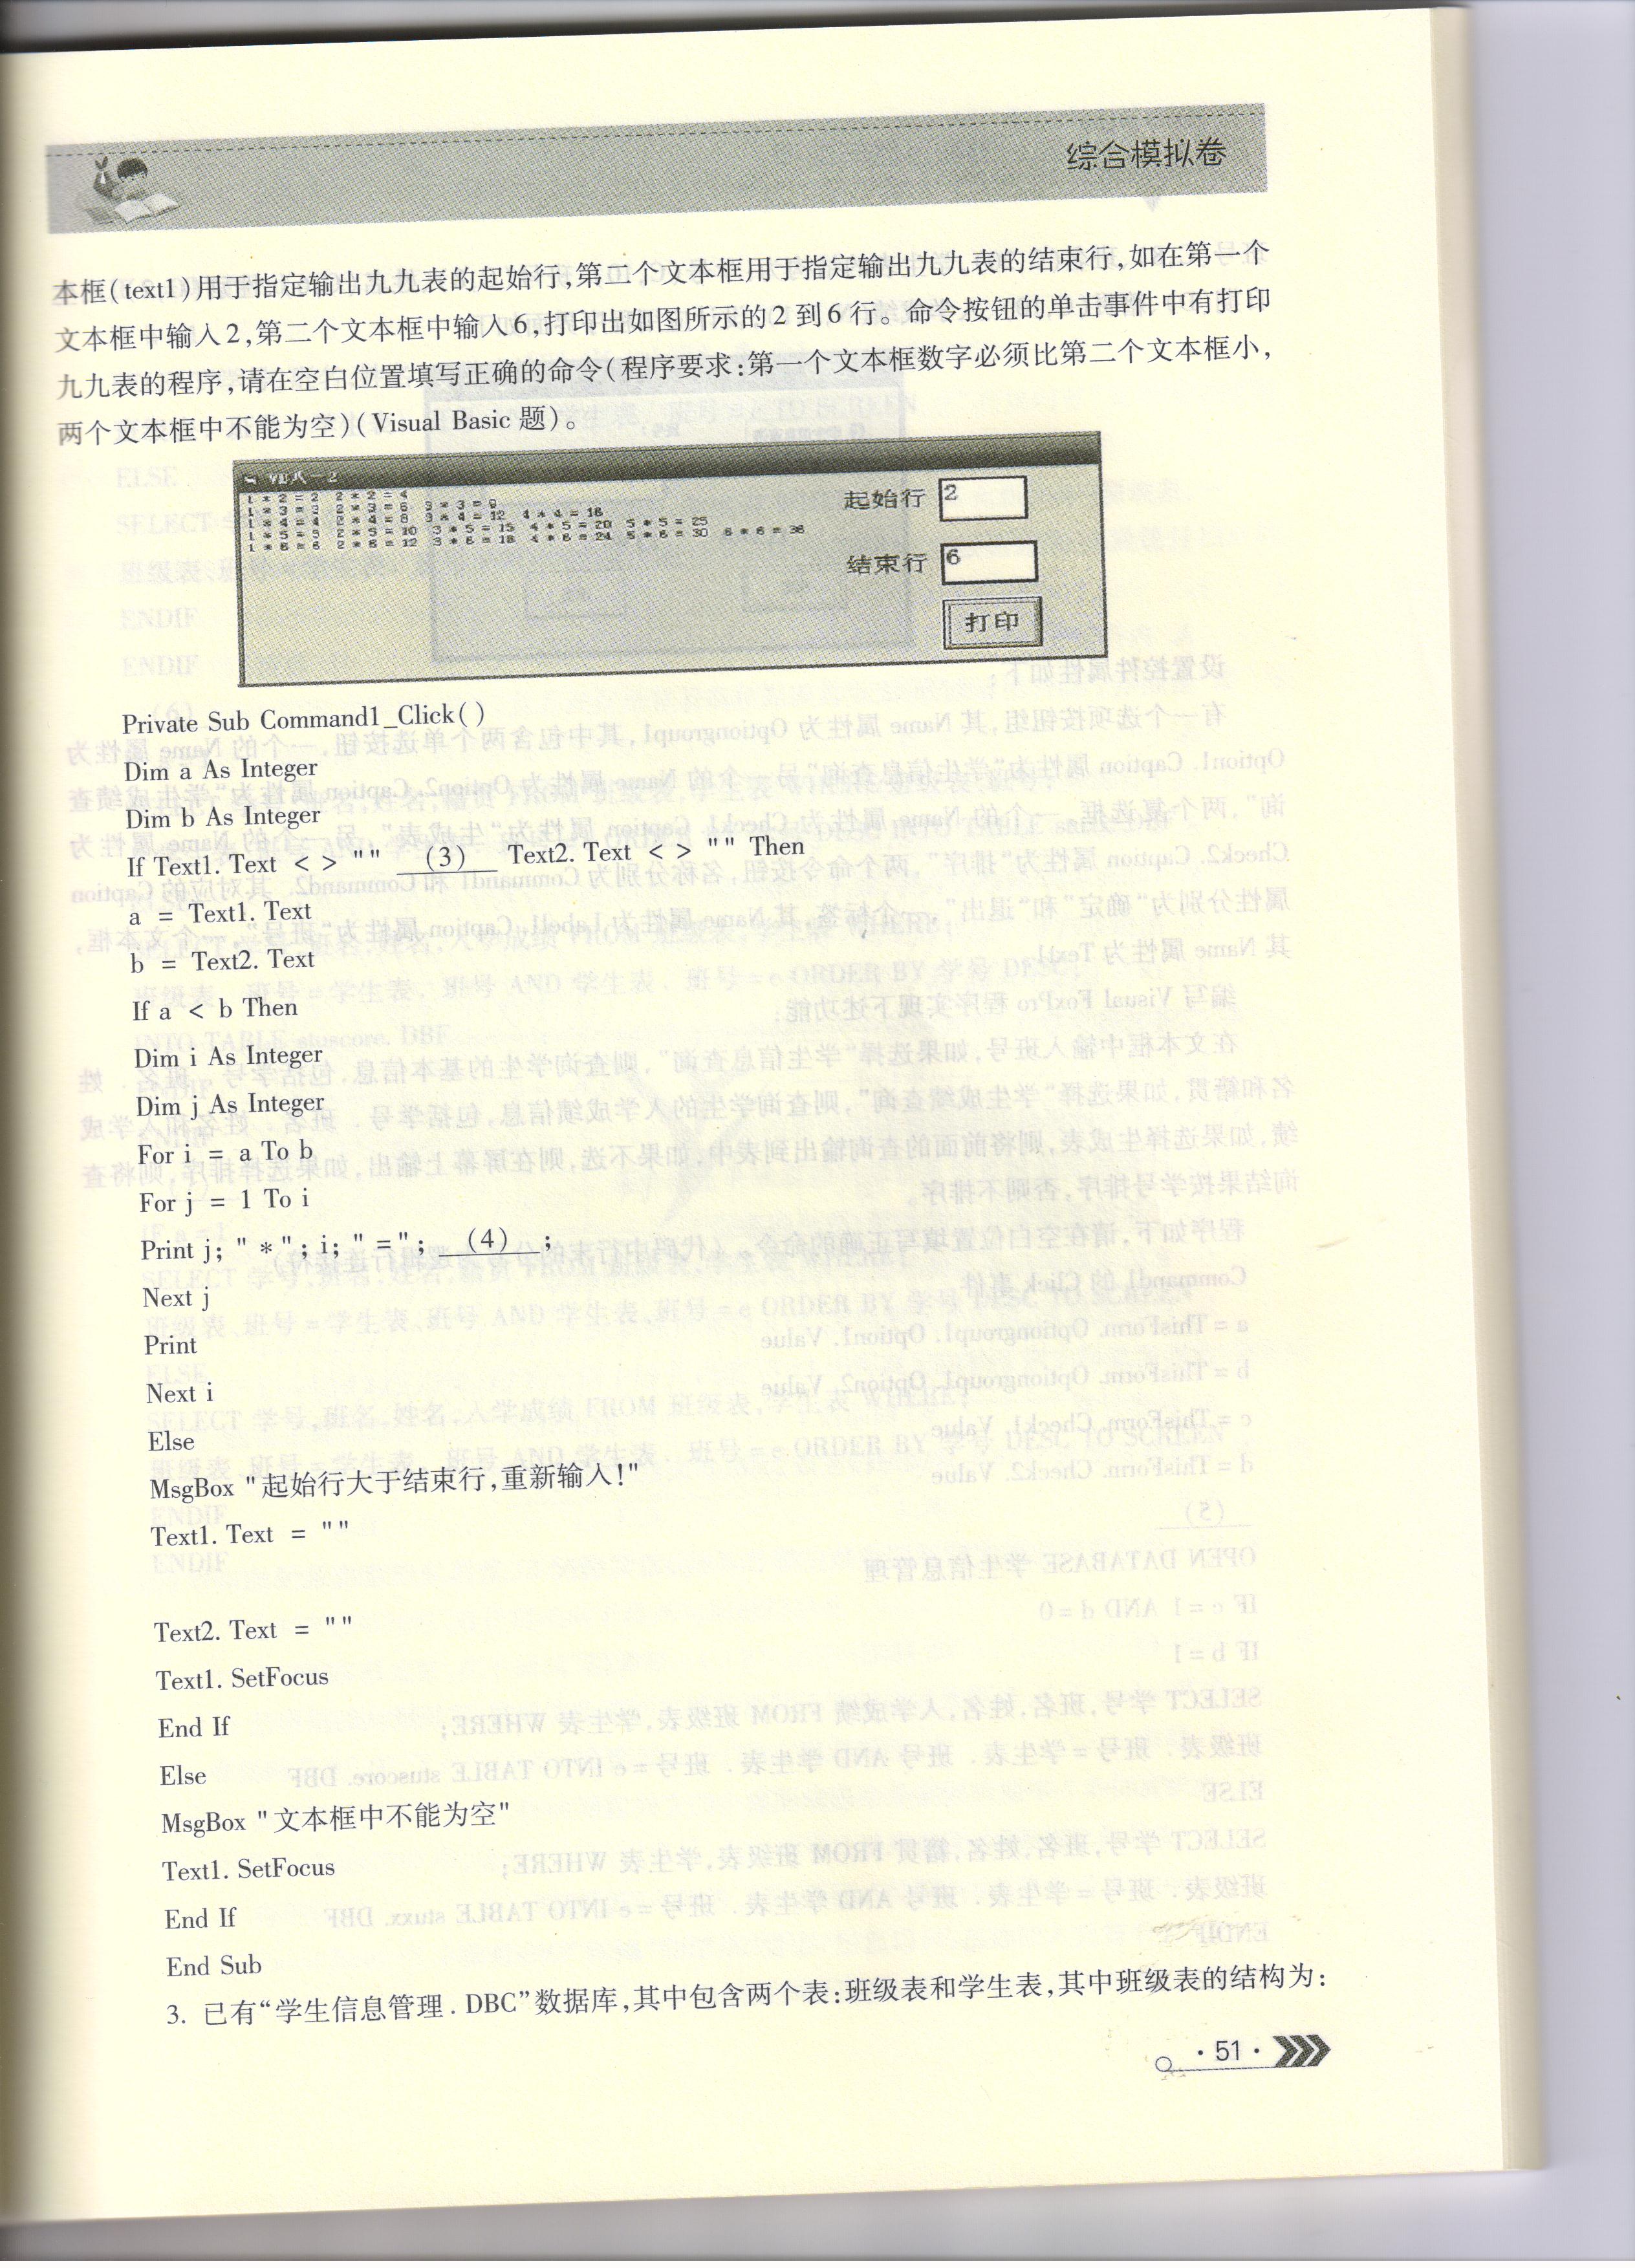 综合模拟卷
本框(text1)用于指定输出九九表的起始行,第二个文本框用于指定输出九九表的结束行,如在第一个
文本框中输入2,第二个文本框中输入6,打印出如图所示的2到6行。命令按钮的单击事件中有打印
九九表的程序,请在空白位置填写正确的命令(程序要求:第一个文本框数字必须比第二个文本框小,
两个文本框中不能为空)(Visual Basic 题)。
VB八－2
1 * 2 = 2 2 * 2 = 4
1 * 3 = 3 2 * 3 = 6 3 * 3 = 9
1 * 4 = 4 2 * 4 = 8 3 * 4 = 12 4 * 4 = 16
1 * 5 = 5 2 * 5 = 10 3 * 5 = 15 4 * 5 = 20 5 * 5 = 25
1 * 6 = 6 2 * 6 = 12 3 * 6 = 18 4 * 6 = 24 5 * 6 = 30 6 * 6 = 36
起始行 2
结束行 6
打印
Private Sub Command1_Click()
Dim a As Integer
Dim b As Integer
If Text1. Text < > "" (3) Text2. Text < > "" Then
a = Text1. Text
b = Text2. Text
If a < b Then
Dim i As Integer
Dim j As Integer
For i = a To b
For j = 1 To i
Print j; " * "; i; " = "; (4) ;
Next j
Print
Next i
Else
MsgBox "起始行大于结束行,重新输入!"
Text1. Text = ""
Text2. Text = ""
Text1. SetFocus
End If
Else
MsgBox "文本框中不能为空"
Text1. SetFocus
End If
End Sub
3. 已有“学生信息管理. DBC”数据库,其中包含两个表:班级表和学生表,其中班级表的结构为:
· 51 ·